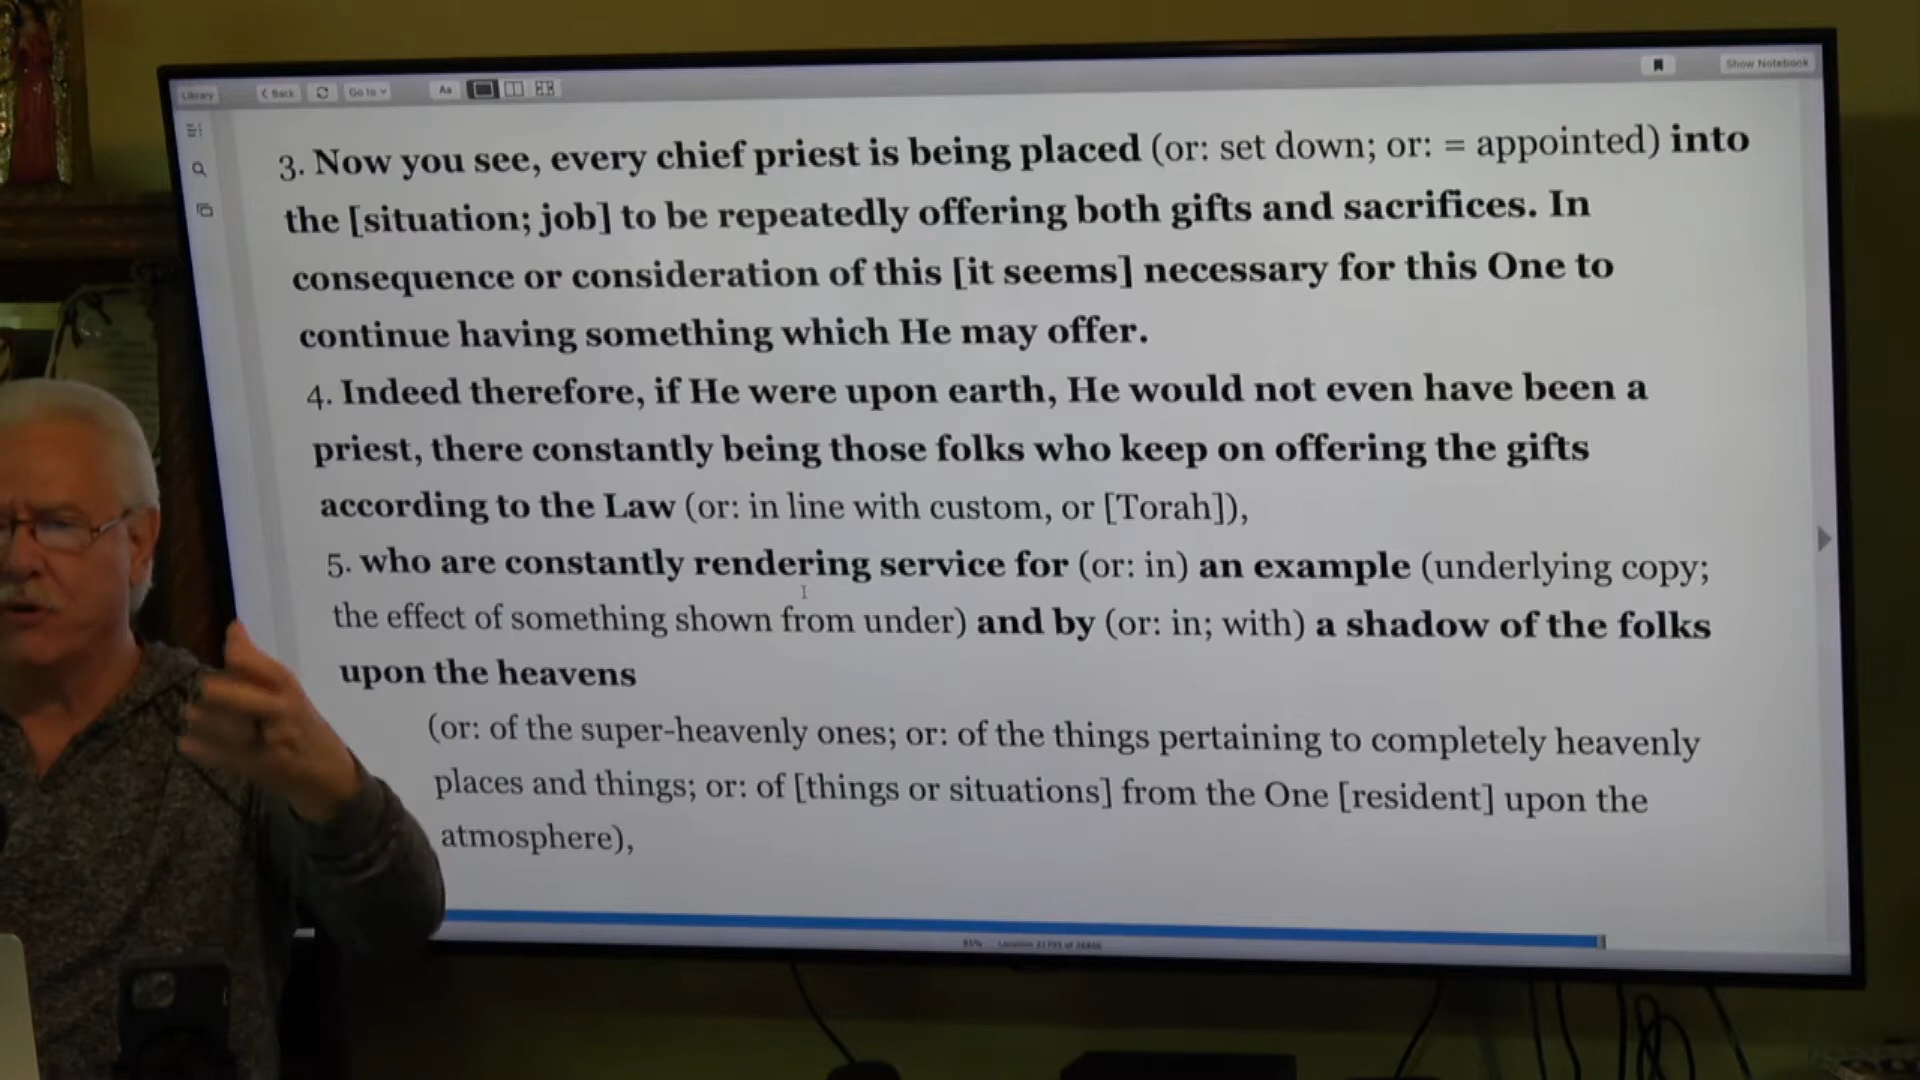 Library
Back
Go to
Aa
Show Notebook
3. Now you see, every chief priest is being placed (or: set down; or: = appointed) into
the [situation; job] to be repeatedly offering both gifts and sacrifices. In
consequence or consideration of this [it seems] necessary for this One to
continue having something which He may offer.
4. Indeed therefore, if He were upon earth, He would not even have been a
priest, there constantly being those folks who keep on offering the gifts
according to the Law (or: in line with custom, or [Torah]),
5. who are constantly rendering service for (or: in) an example (underlying copy;
the effect of something shown from under) and by (or: in; with) a shadow of the folks
upon the heavens
(or: of the super-heavenly ones; or: of the things pertaining to completely heavenly
places and things; or: of [things or situations] from the One [resident] upon the
atmosphere),